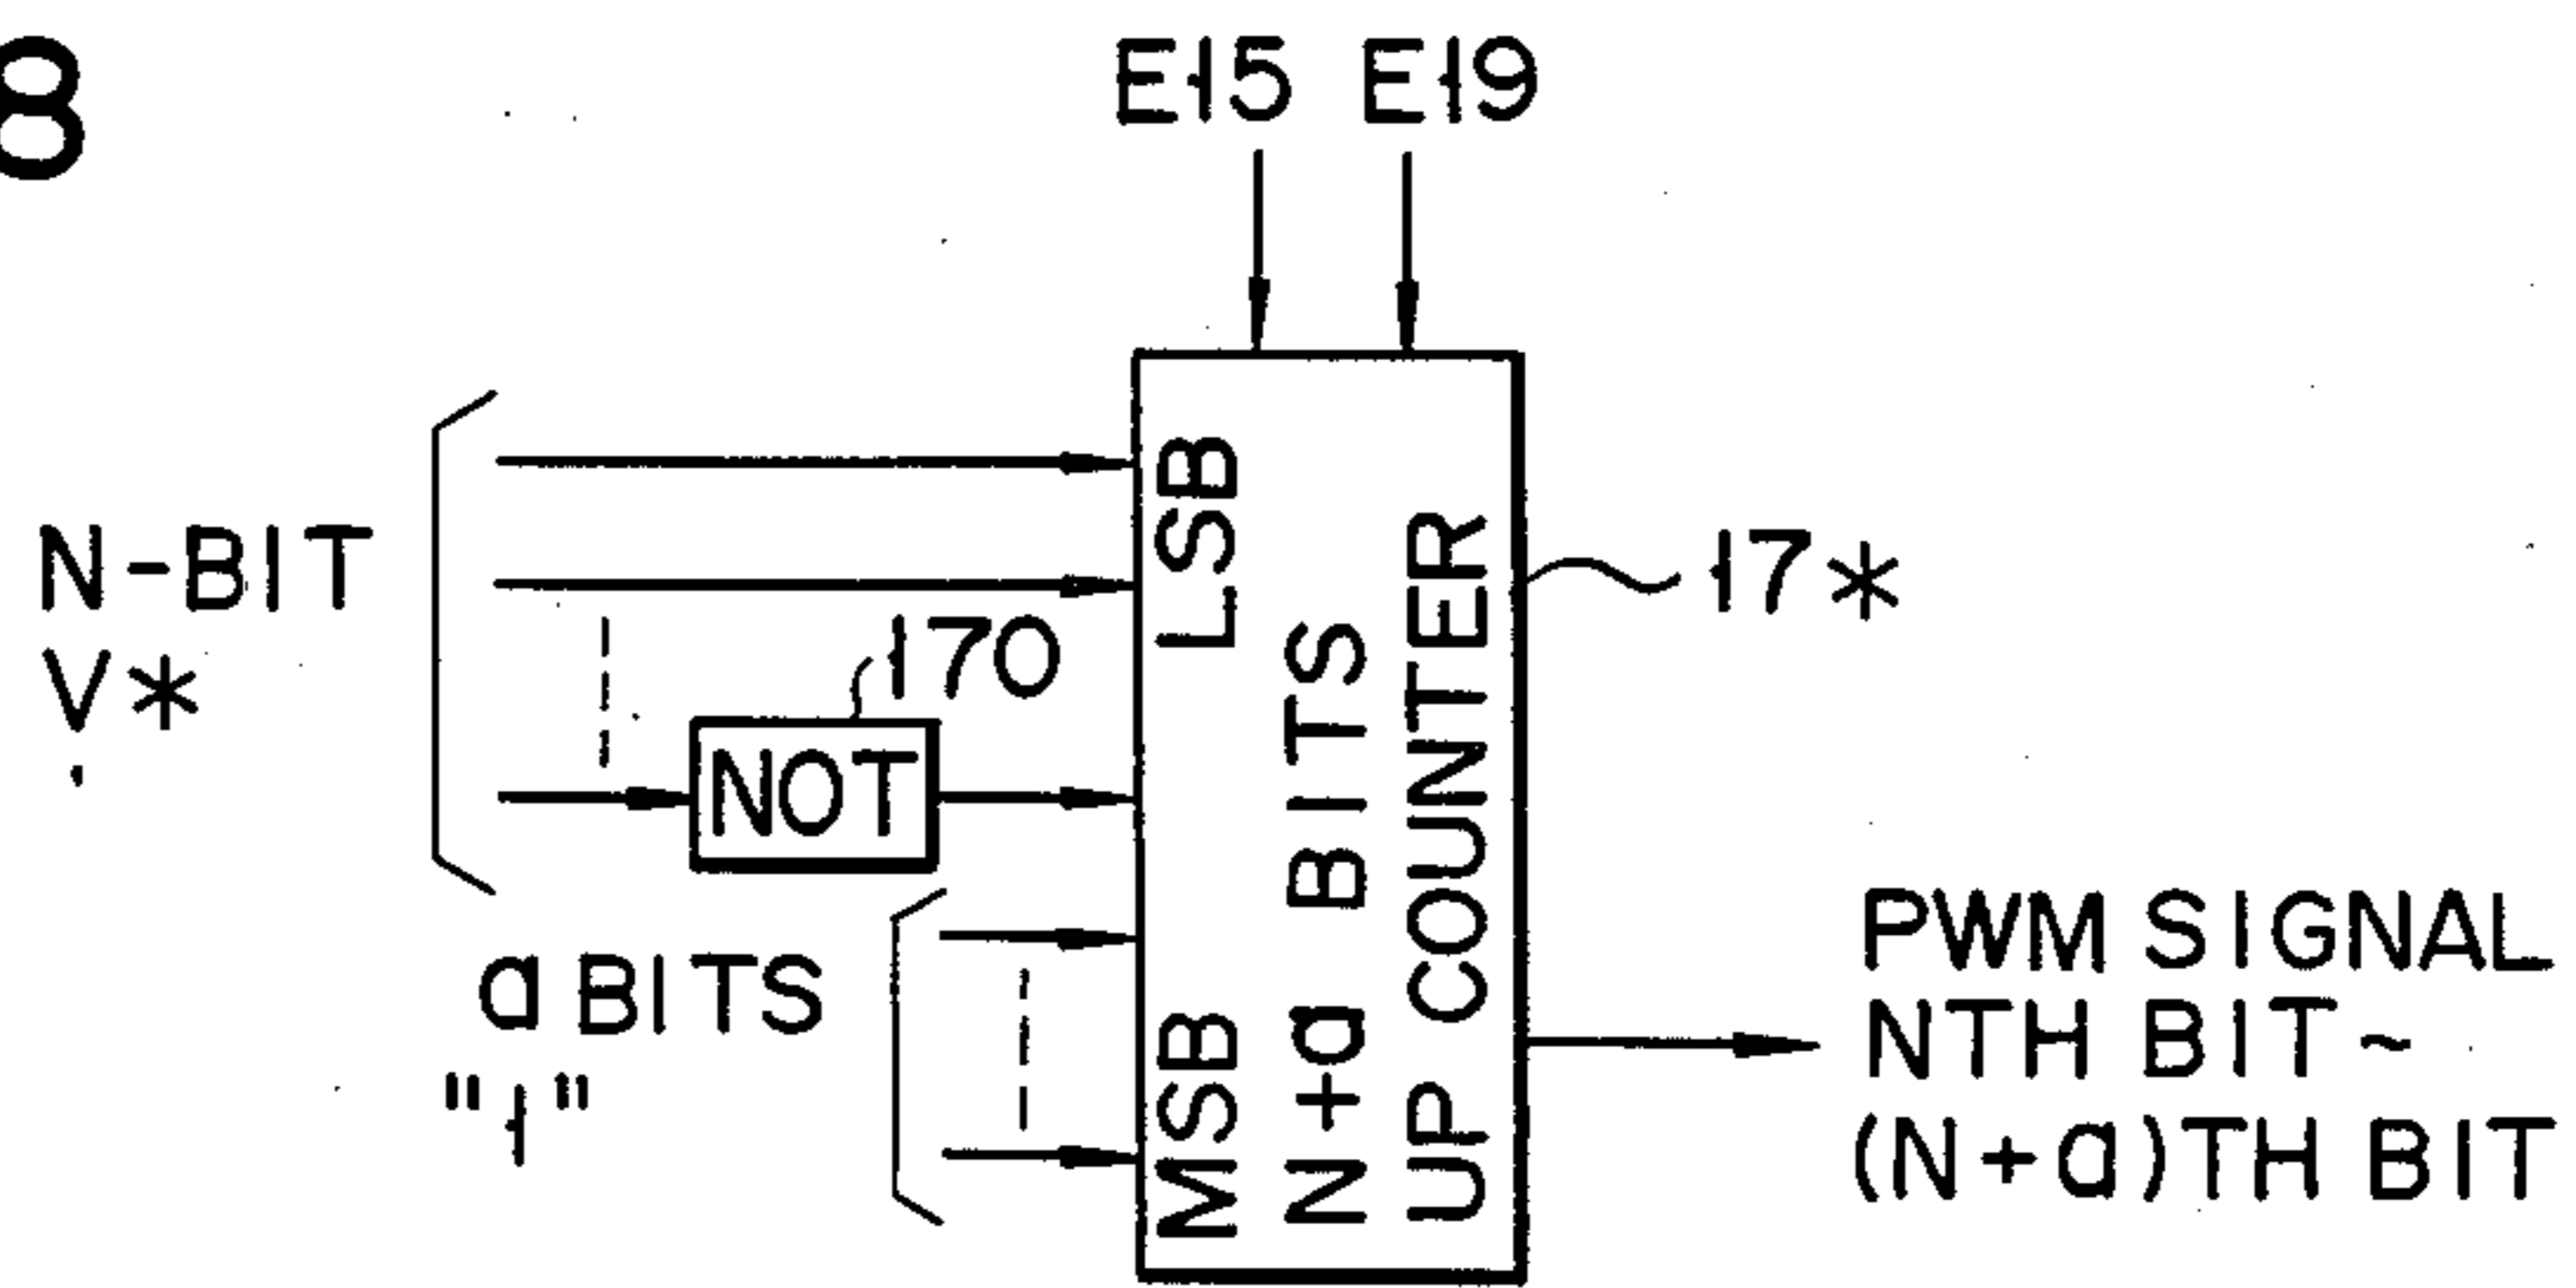 8
E15 E19
N-BIT
V*
170
NOT
a BITS
"1"
LSB
MSB
N+a BITS
UP COUNTER
17*
PWM SIGNAL
NTH BIT~
(N+a)TH BIT